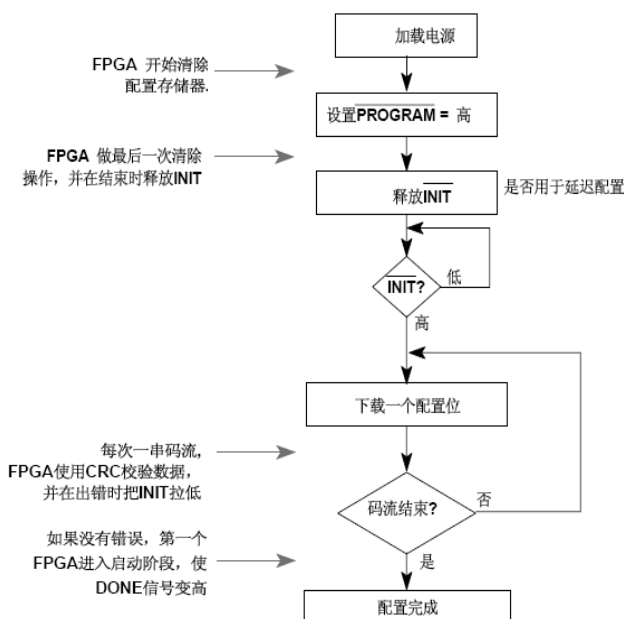 加载电源
FPGA 开始清除
配置存储器.
设置PROGRAM = 高
FPGA 做最后一次清除
操作，并在结束时释放INIT
释放INIT
是否用于延迟配置
INIT?
低
高
下载一个配置位
每次一串码流,
FPGA使用CRC校验数据，
并在出错时把INIT拉低
码流结束?
否
如果没有错误，第一个
FPGA进入启动阶段，使
DONE信号变高
是
配置完成